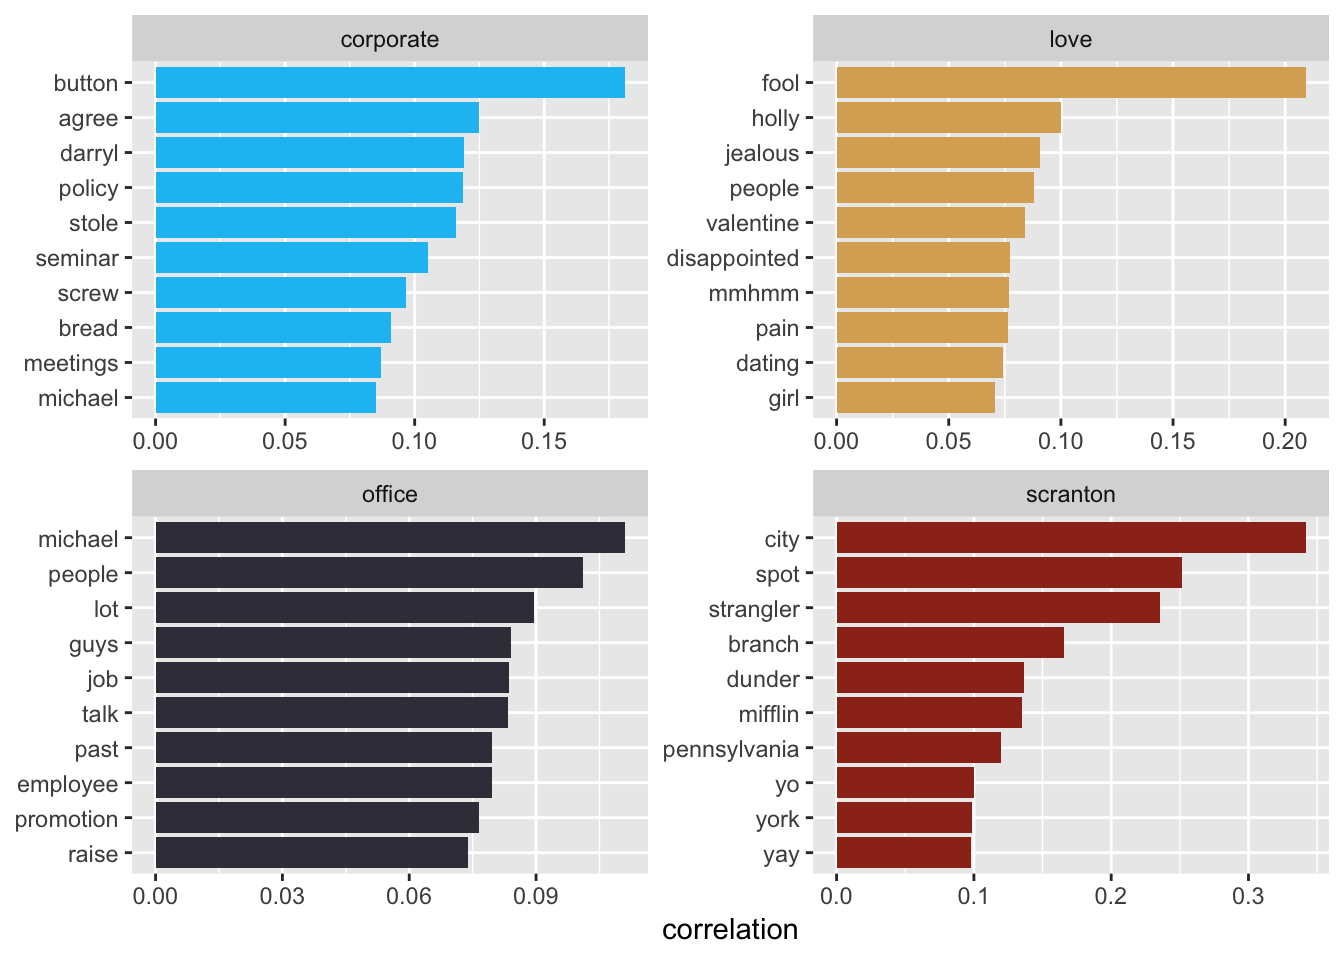 corporate
button
agree
darryl
policy
stole
seminar
screw
bread
meetings
michael
0.00 0.05 0.10 0.15
love
fool
holly
jealous
people
valentine
disappointed
mmhmm
pain
dating
girl
0.00 0.05 0.10 0.15 0.20
office
michael
people
lot
guys
job
talk
past
employee
promotion
raise
0.00 0.03 0.06 0.09
scranton
city
spot
strangler
branch
dunder
mifflin
pennsylvania
yo
york
yay
0.0 0.1 0.2 0.3
correlation